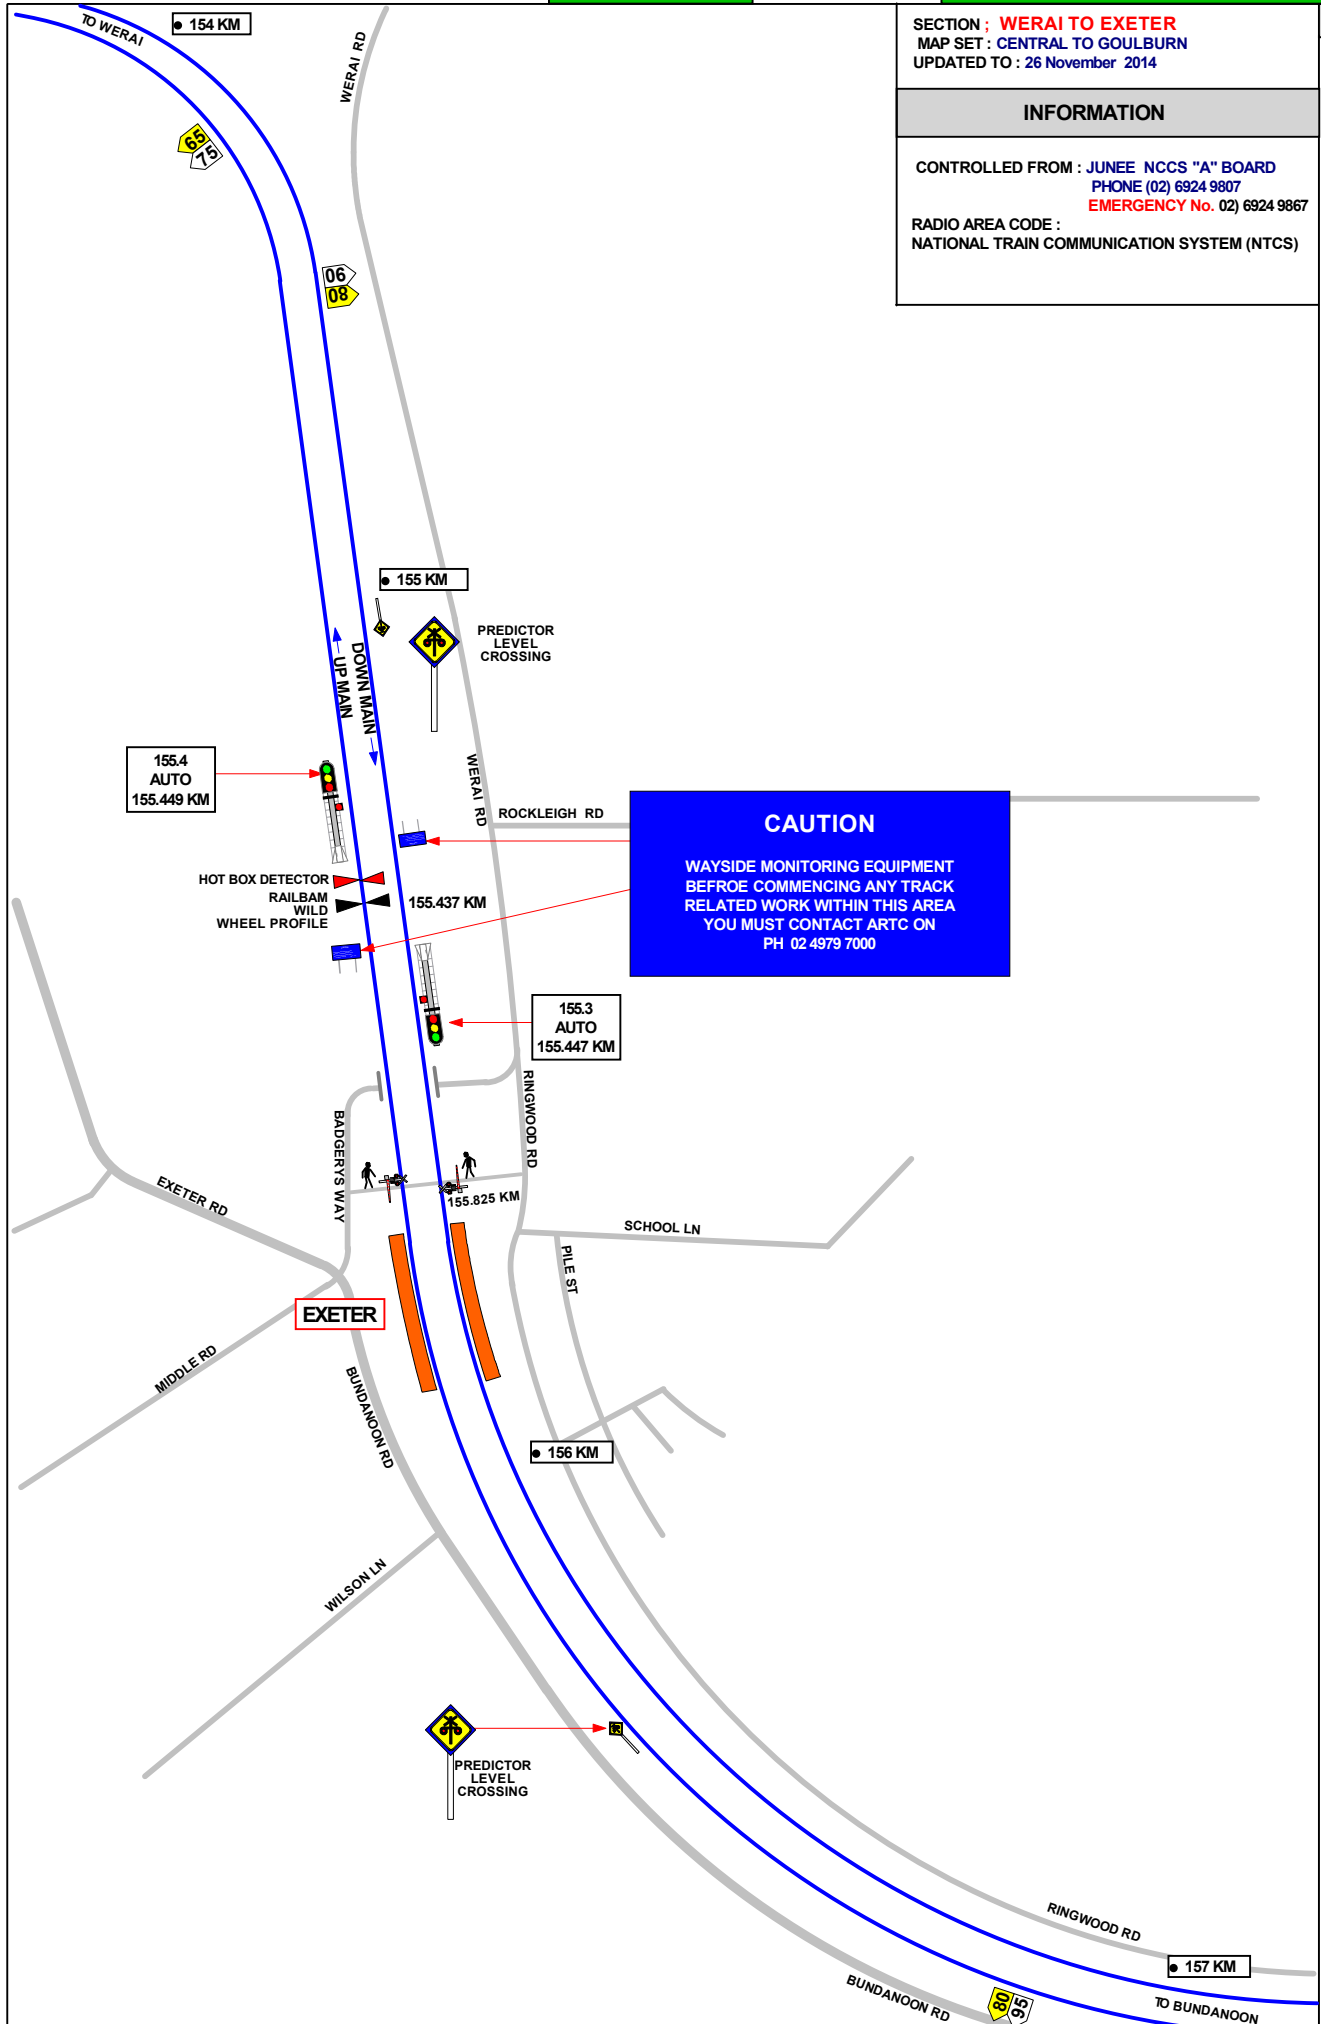 SECTION ; WERAI TO EXETER
MAP SET : CENTRAL TO GOULBURN
UPDATED TO : 26 November 2014
INFORMATION
CONTROLLED FROM : JUNEE NCCS "A" BOARD
PHONE (02) 6924 9807
EMERGENCY No. 02) 6924 9867
RADIO AREA CODE :
NATIONAL TRAIN COMMUNICATION SYSTEM (NTCS)
TO WERAI
154 KM
WERAI RD
65
75
90
80
155 KM
PREDICTOR
LEVEL
CROSSING
UP MAIN
DOWN MAIN
155.4
AUTO
155.449 KM
WERAI RD
ROCKLEIGH RD
CAUTION
WAYSIDE MONITORING EQUIPMENT
BEFROE COMMENCING ANY TRACK
RELATED WORK WITHIN THIS AREA
YOU MUST CONTACT ARTC ON
PH 02 4979 7000
HOT BOX DETECTOR
RAILBAM
WILD
WHEEL PROFILE
155.437 KM
155.3
AUTO
155.447 KM
RINGWOOD RD
BADGERYS WAY
155.825 KM
EXETER RD
SCHOOL LN
PILE ST
EXETER
MIDDLE RD
BUNDANOON RD
156 KM
WILSON LN
PREDICTOR
LEVEL
CROSSING
RINGWOOD RD
157 KM
BUNDANOON RD
80
95
TO BUNDANOON